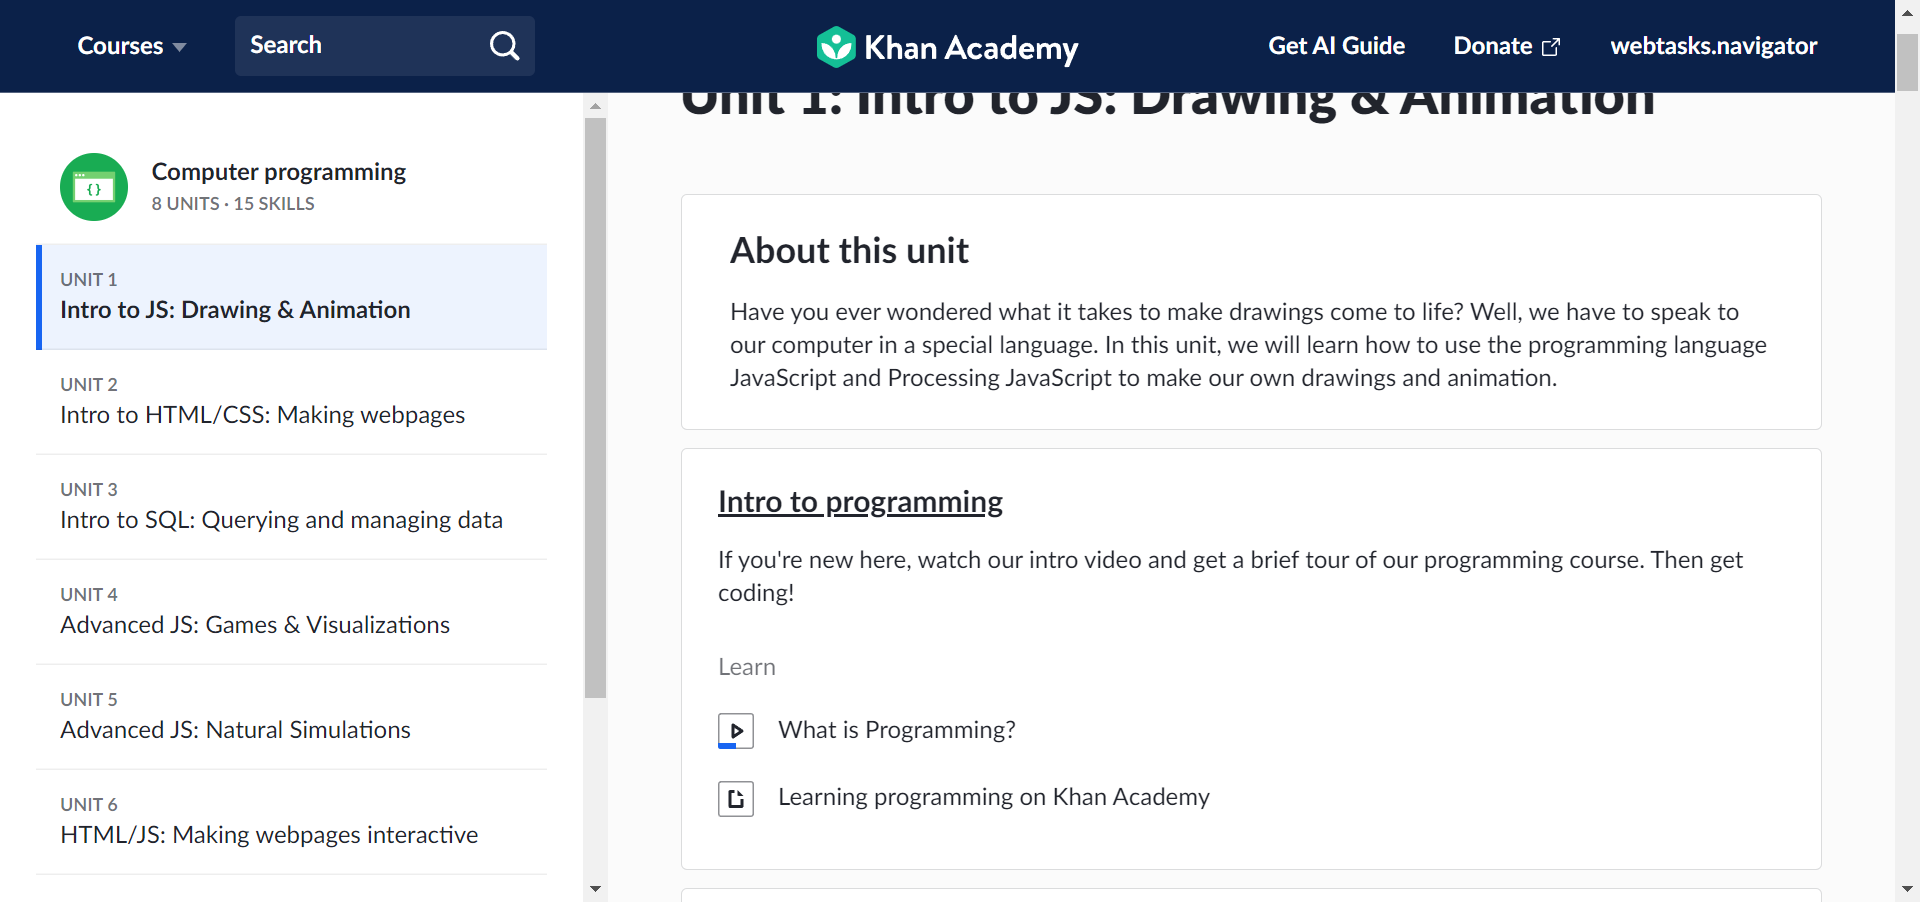 Courses
Search
Khan Academy
Get AI Guide
Donate
webtasks.navigator
Computer programming
8 UNITS · 15 SKILLS
UNIT 1
Intro to JS: Drawing & Animation
UNIT 2
Intro to HTML/CSS: Making webpages
UNIT 3
Intro to SQL: Querying and managing data
UNIT 4
Advanced JS: Games & Visualizations
UNIT 5
Advanced JS: Natural Simulations
UNIT 6
HTML/JS: Making webpages interactive
Unit 1: Intro to JS: Drawing & Animation
About this unit
Have you ever wondered what it takes to make drawings come to life? Well, we have to speak to
our computer in a special language. In this unit, we will learn how to use the programming language
JavaScript and Processing JavaScript to make our own drawings and animation.
Intro to programming
If you're new here, watch our intro video and get a brief tour of our programming course. Then get
coding!
Learn
What is Programming?
Learning programming on Khan Academy